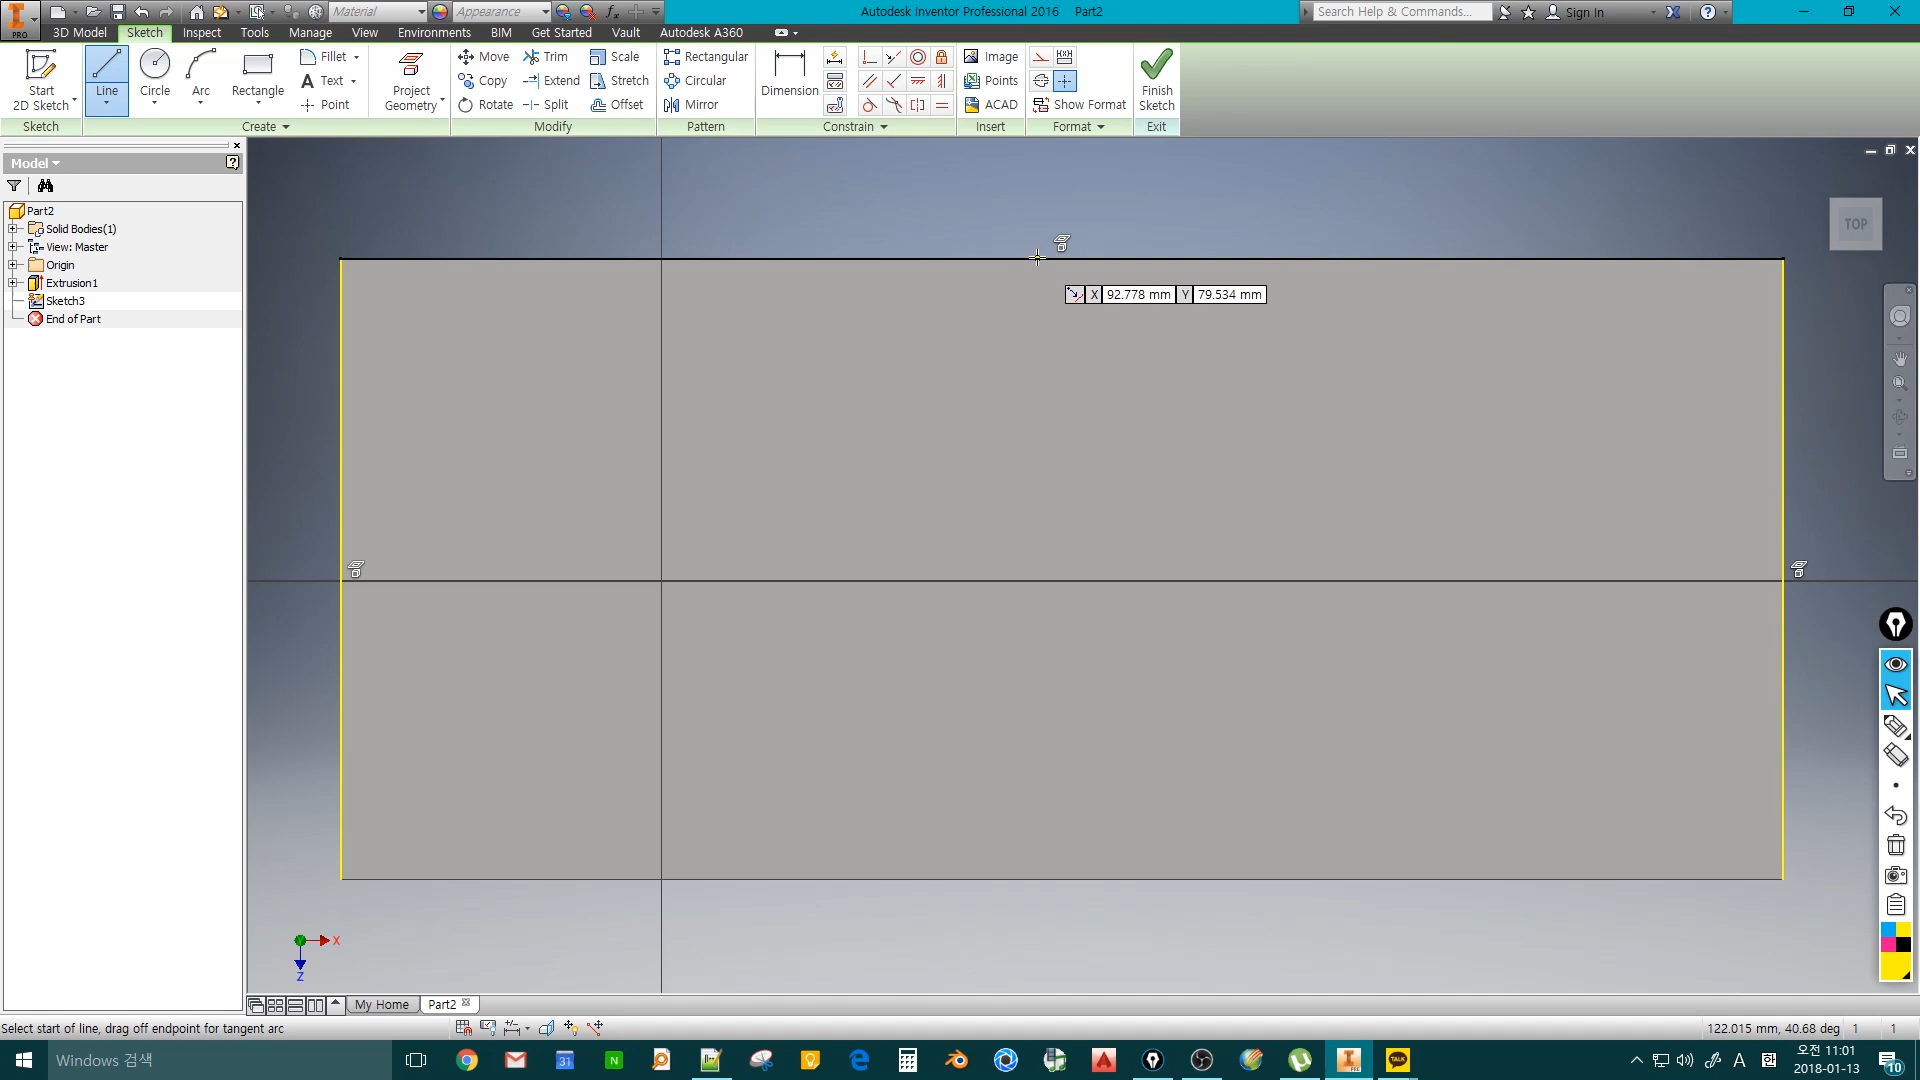 Material
Appearance
Autodesk Inventor Professional 2016 Part2
Search Help & Commands...
Sign In
PRO
3D Model Sketch Inspect Tools Manage View Environments BIM Get Started Vault Autodesk A360
Start
2D Sketch
Line
Circle
Arc
Rectangle
Fillet
Text
Point
Project
Geometry
Move
Copy
Rotate
Trim
Extend
Split
Scale
Stretch
Offset
Rectangular
Circular
Mirror
Dimension
Image
Points
ACAD
Show Format
Finish
Sketch
Sketch Create Modify Pattern Constrain Insert Format Exit
Model
Part2
Solid Bodies(1)
View: Master
Origin
Extrusion1
Sketch3
End of Part
TOP
X 92.778 mm Y 79.534 mm
X
Z
My Home Part2
Select start of line, drag off endpoint for tangent arc
122.015 mm, 40.68 deg 1 1
Windows 검색
31
N
TALK
A
오전 11:01
2018-01-13
10